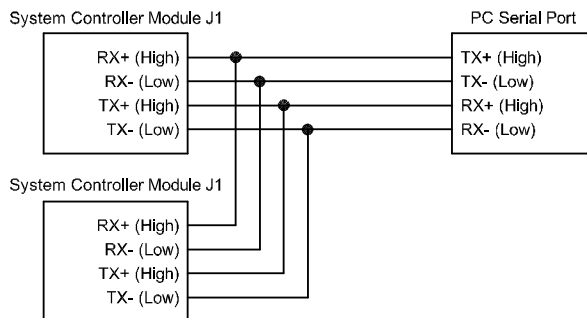 System Controller Module J1
PC Serial Port
RX+ (High)
TX+ (High)
RX- (Low)
TX- (Low)
TX+ (High)
RX+ (High)
TX- (Low)
RX- (Low)
System Controller Module J1
RX+ (High)
RX- (Low)
TX+ (High)
TX- (Low)